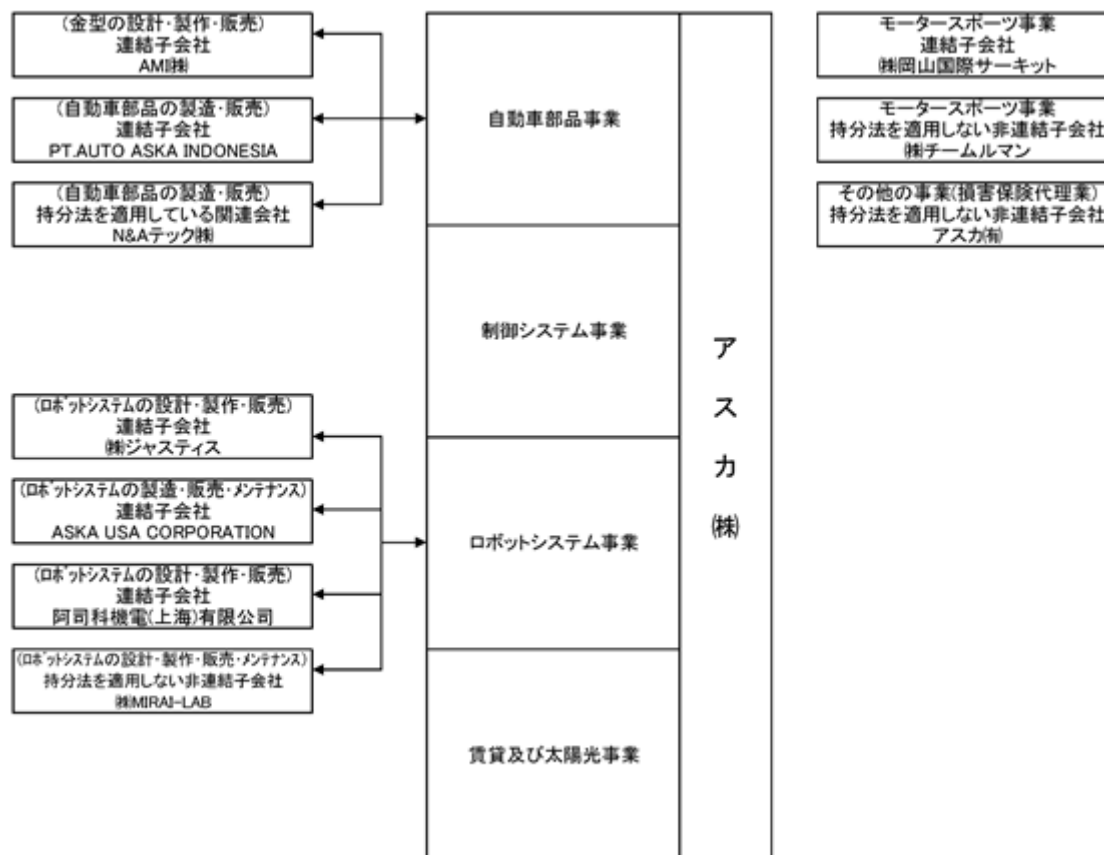 (金型の設計・製作・販売)
連結子会社
AMI㈱
(自動車部品の製造・販売)
連結子会社
PT.AUTO ASKA INDONESIA
(自動車部品の製造・販売)
持分法を適用している関連会社
N&Aテック㈱
(ﾛﾎﾞｯﾄｼｽﾃﾑの設計・製作・販売)
連結子会社
㈱ジャスティス
(ﾛﾎﾞｯﾄｼｽﾃﾑの製造・販売・ﾒﾝﾃﾅﾝｽ)
連結子会社
ASKA USA CORPORATION
(ﾛﾎﾞｯﾄｼｽﾃﾑの設計・製作・販売)
連結子会社
阿司科機電(上海)有限公司
(ﾛﾎﾞｯﾄｼｽﾃﾑの設計・製作・販売・ﾒﾝﾃﾅﾝｽ)
持分法を適用しない非連結子会社
㈱MIRAI-LAB
自動車部品事業
制御システム事業
ロボットシステム事業
賃貸及び太陽光事業
アスカ㈱
モータースポーツ事業
連結子会社
㈱岡山国際サーキット
モータースポーツ事業
持分法を適用しない非連結子会社
㈱チームルマン
その他の事業(損害保険代理業)
持分法を適用しない非連結子会社
アスカ㈲